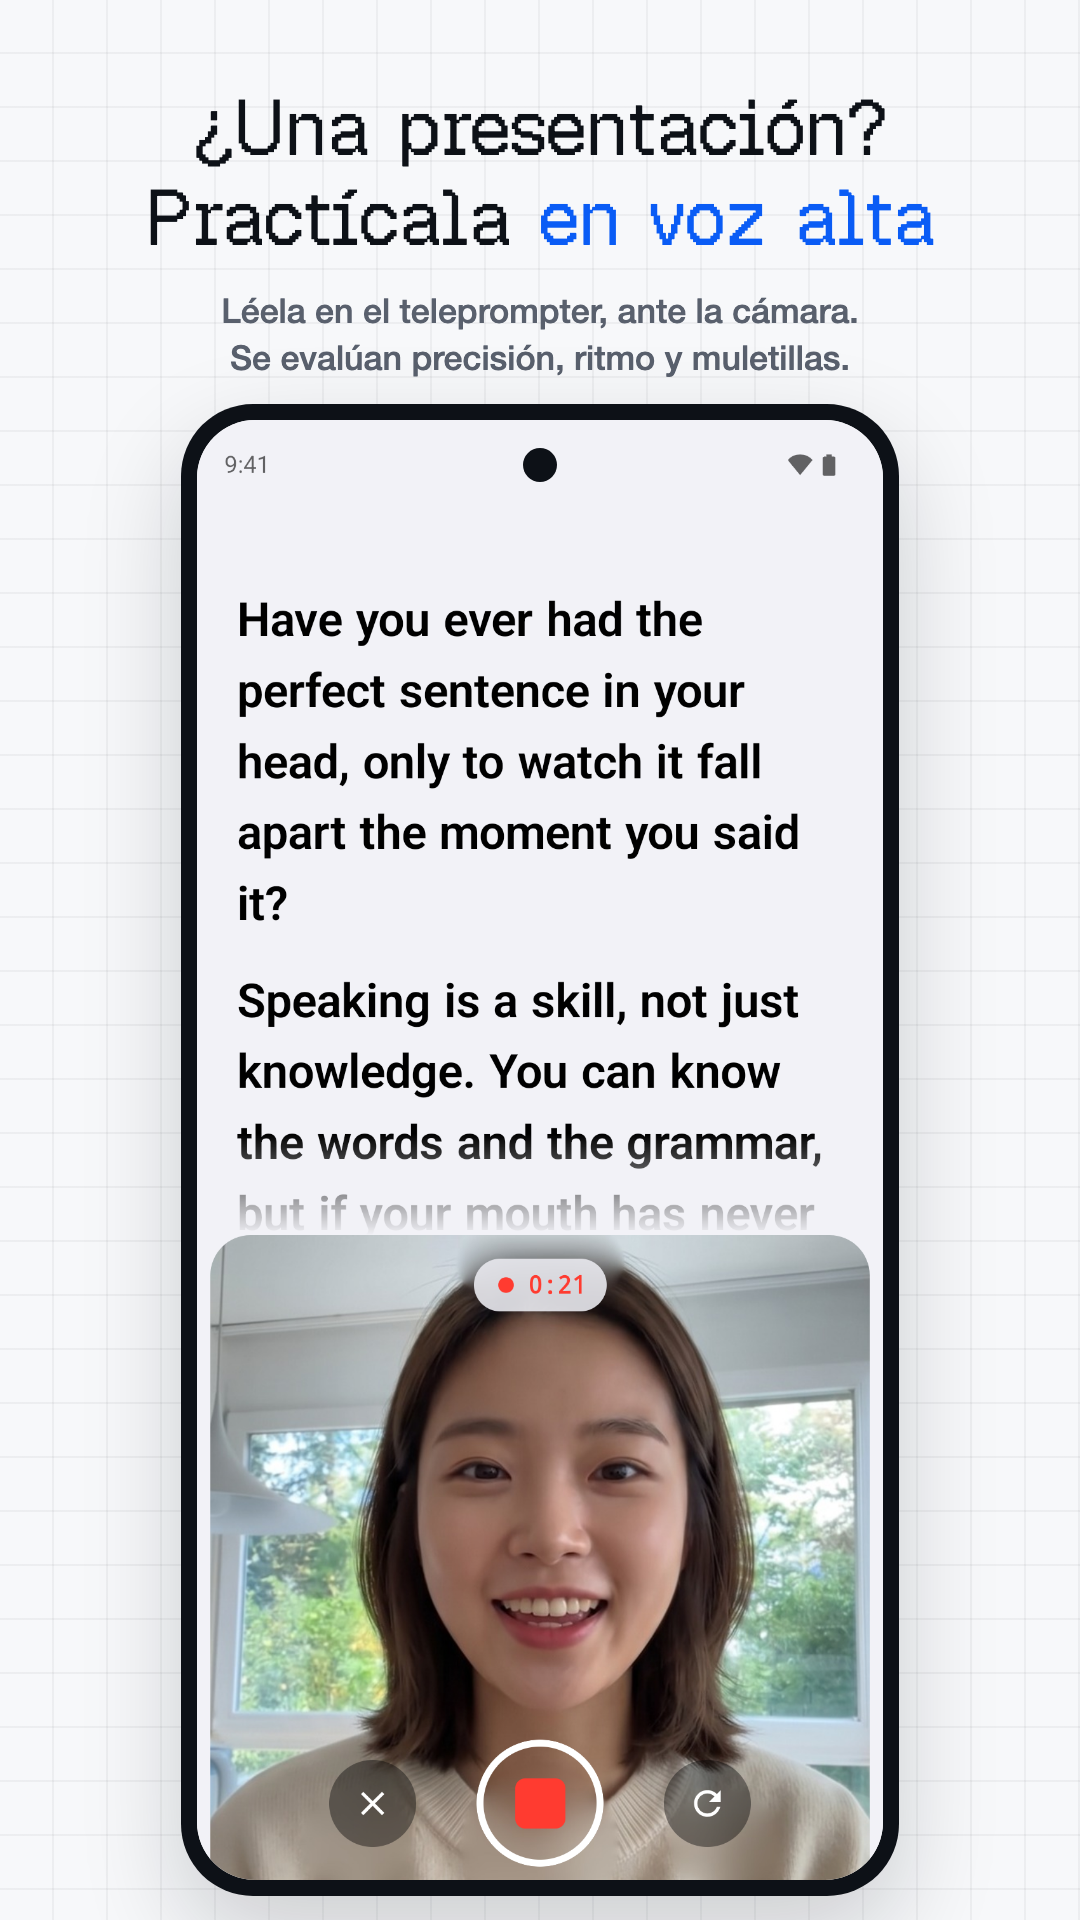 ¿Una presentación?
Practícala en voz alta
Léela en el teleprompter, ante la cámara.
Se evalúan precisión, ritmo y muletillas.
9:41
Have you ever had the
perfect sentence in your
head, only to watch it fall
apart the moment you said
it?
Speaking is a skill, not just
knowledge. You can know
the words and the grammar,
but if your mouth has never
0:21